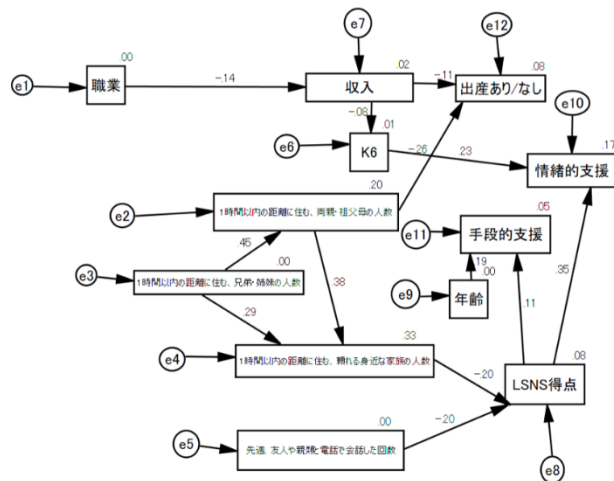 e7
e12
.00
.02
.08
e1
職業
-.14
収入
-.11
出産あり/なし
e10
-.08
.01
e6
K6
-.26
.23
.17
情緒的支援
.20
e2
1時間以内の距離に住む、両親・祖父母の人数
.05
e11
手段的支援
.45
.00
e3
1時間以内の距離に住む、兄弟・姉妹の人数
.38
.19
.00
.35
e9
年齢
.29
.11
.33
e4
1時間以内の距離に住む、頼れる身近な家族の人数
-.20
.08
LSNS得点
.00
-.20
e5
先週、友人や親類と電話で会話した回数
e8